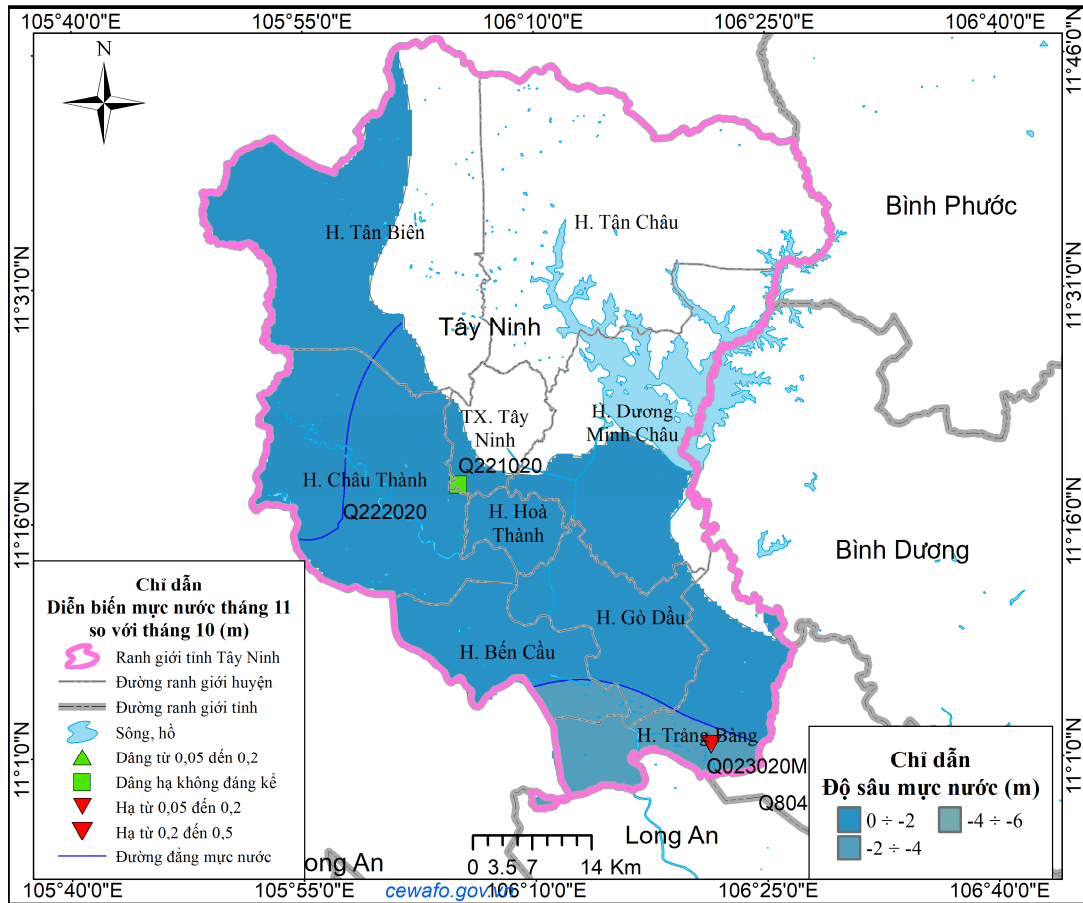 105°40'0"E 105°55'0"E 106°10'0"E 106°25'0"E 106°40'0"E
11°46'0"N
11°46'0"N
N
Bình Phước
H. Tân Biên
H. Tân Châu
11°31'0"N
11°31'0"N
Tây Ninh
TX. Tây
Ninh
H. Dương
Minh Châu
Q221020
H. Châu Thành
Q222020
H. Hoà
Thành
11°16'0"N
11°16'0"N
Bình Dương
H. Gò Dầu
H. Bến Cầu
H. Trảng Bàng
Q023020M
Q804
Long An
ong An
11°1'0"N
11°1'0"N
Chỉ dẫn
Diễn biến mực nước tháng 11
so với tháng 10 (m)
Ranh giới tỉnh Tây Ninh
Đường ranh giới huyện
Đường ranh giới tỉnh
Sông, hồ
Dâng từ 0,05 đến 0,2
Dâng hạ không đáng kể
Hạ từ 0,05 đến 0,2
Hạ từ 0,2 đến 0,5
Đường đẳng mực nước
Chỉ dẫn
Độ sâu mực nước (m)
0 ÷ -2 -4 ÷ -6
-2 ÷ -4
0 3.5 7 14 Km
cewafo.gov.vn
105°40'0"E 105°55'0"E 106°10'0"E 106°25'0"E 106°40'0"E